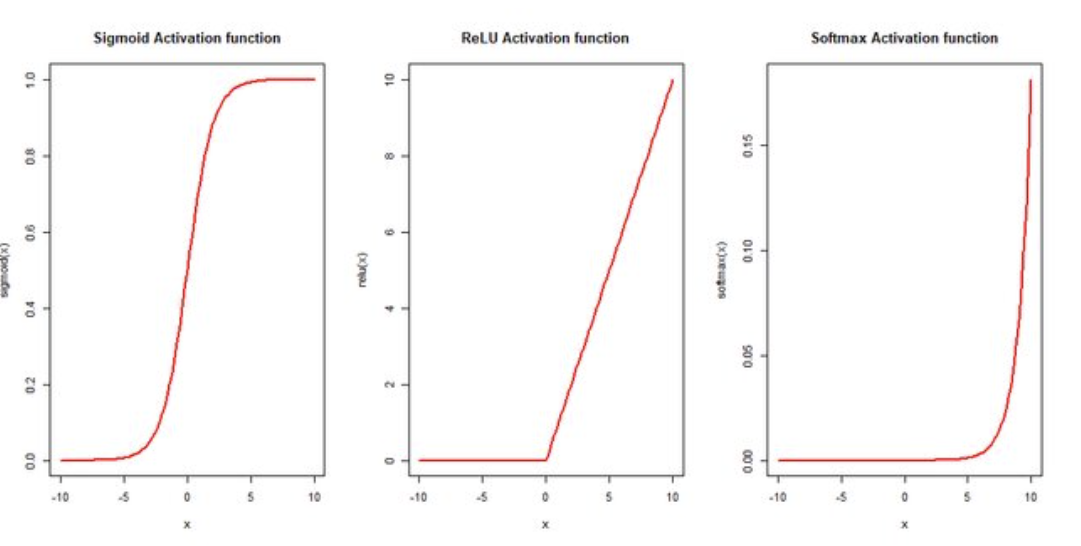 Sigmoid Activation function
sigmoid(x)
1.0
0.8
0.6
0.4
0.2
0.0
-10 -5 0 5 10
x
ReLU Activation function
relu(x)
10
8
6
4
2
0
-10 -5 0 5 10
x
Softmax Activation function
softmax(x)
0.15
0.10
0.05
0.00
-10 -5 0 5 10
x